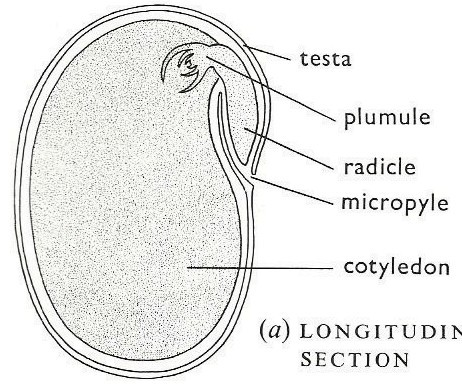 testa
plumule
radicle
micropyle
cotyledon
(a) LONGITUDIN
SECTION